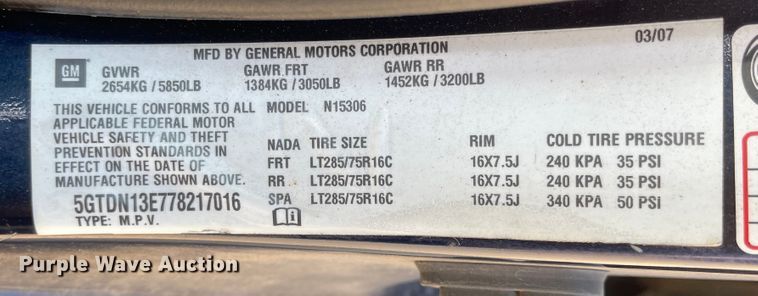 03/07
MFD BY GENERAL MOTORS CORPORATION
GM
GVWR GAWR FRT GAWR RR
2654KG / 5850LB 1384KG / 3050LB 1452KG / 3200LB
THIS VEHICLE CONFORMS TO ALL MODEL N15306
APPLICABLE FEDERAL MOTOR
VEHICLE SAFETY AND THEFT
PREVENTION STANDARDS IN
EFFECT ON THE DATE OF
MANUFACTURE SHOWN ABOVE.
5GTDN13E778217016
TYPE: M.P.V.
NADA TIRE SIZE RIM COLD TIRE PRESSURE
FRT LT285/75R16C 16X7.5J 240 KPA 35 PSI
RR LT285/75R16C 16X7.5J 240 KPA 35 PSI
SPA LT285/75R16C 16X7.5J 340 KPA 50 PSI
Purple Wave Auction